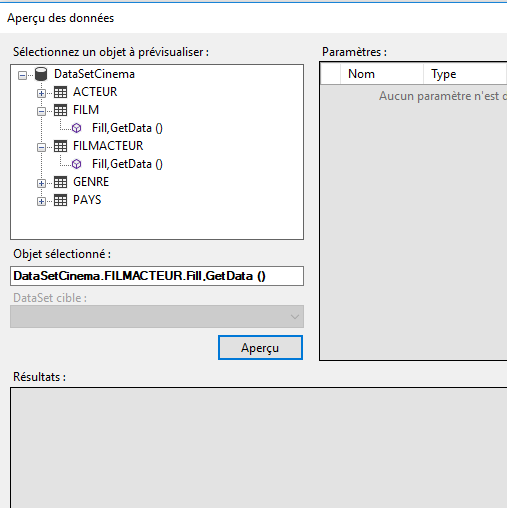 Aperçu des données
Sélectionnez un objet à prévisualiser :
DataSetCinema
ACTEUR
FILM
Fill,GetData ()
FILMACTEUR
Fill,GetData ()
GENRE
PAYS
Objet sélectionné :
DataSetCinema.FILMACTEUR.Fill,GetData ()
DataSet cible :
Aperçu
Résultats :
Paramètres :
Nom Type
Aucun paramètre n'est